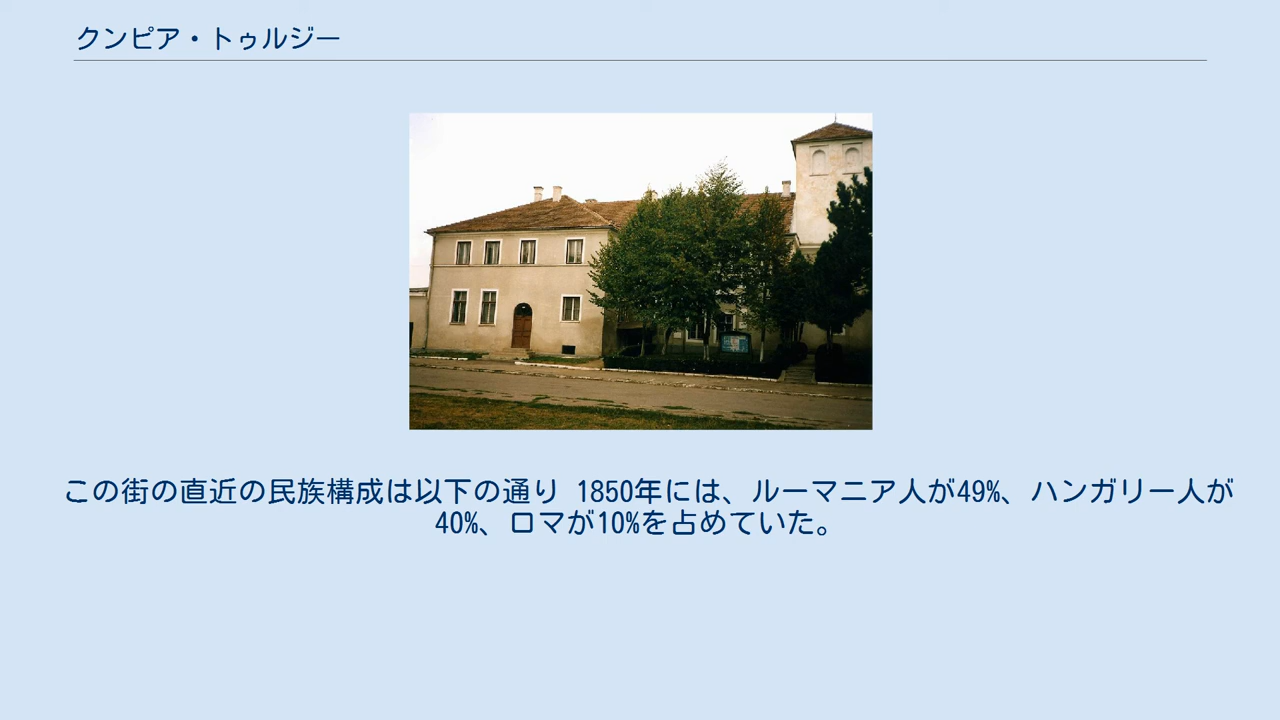 クンピア・トゥルジー
この街の直近の民族構成は以下の通り 1850年には、ルーマニア人が49%、ハンガリー人が
40%、ロマが10%を占めていた。